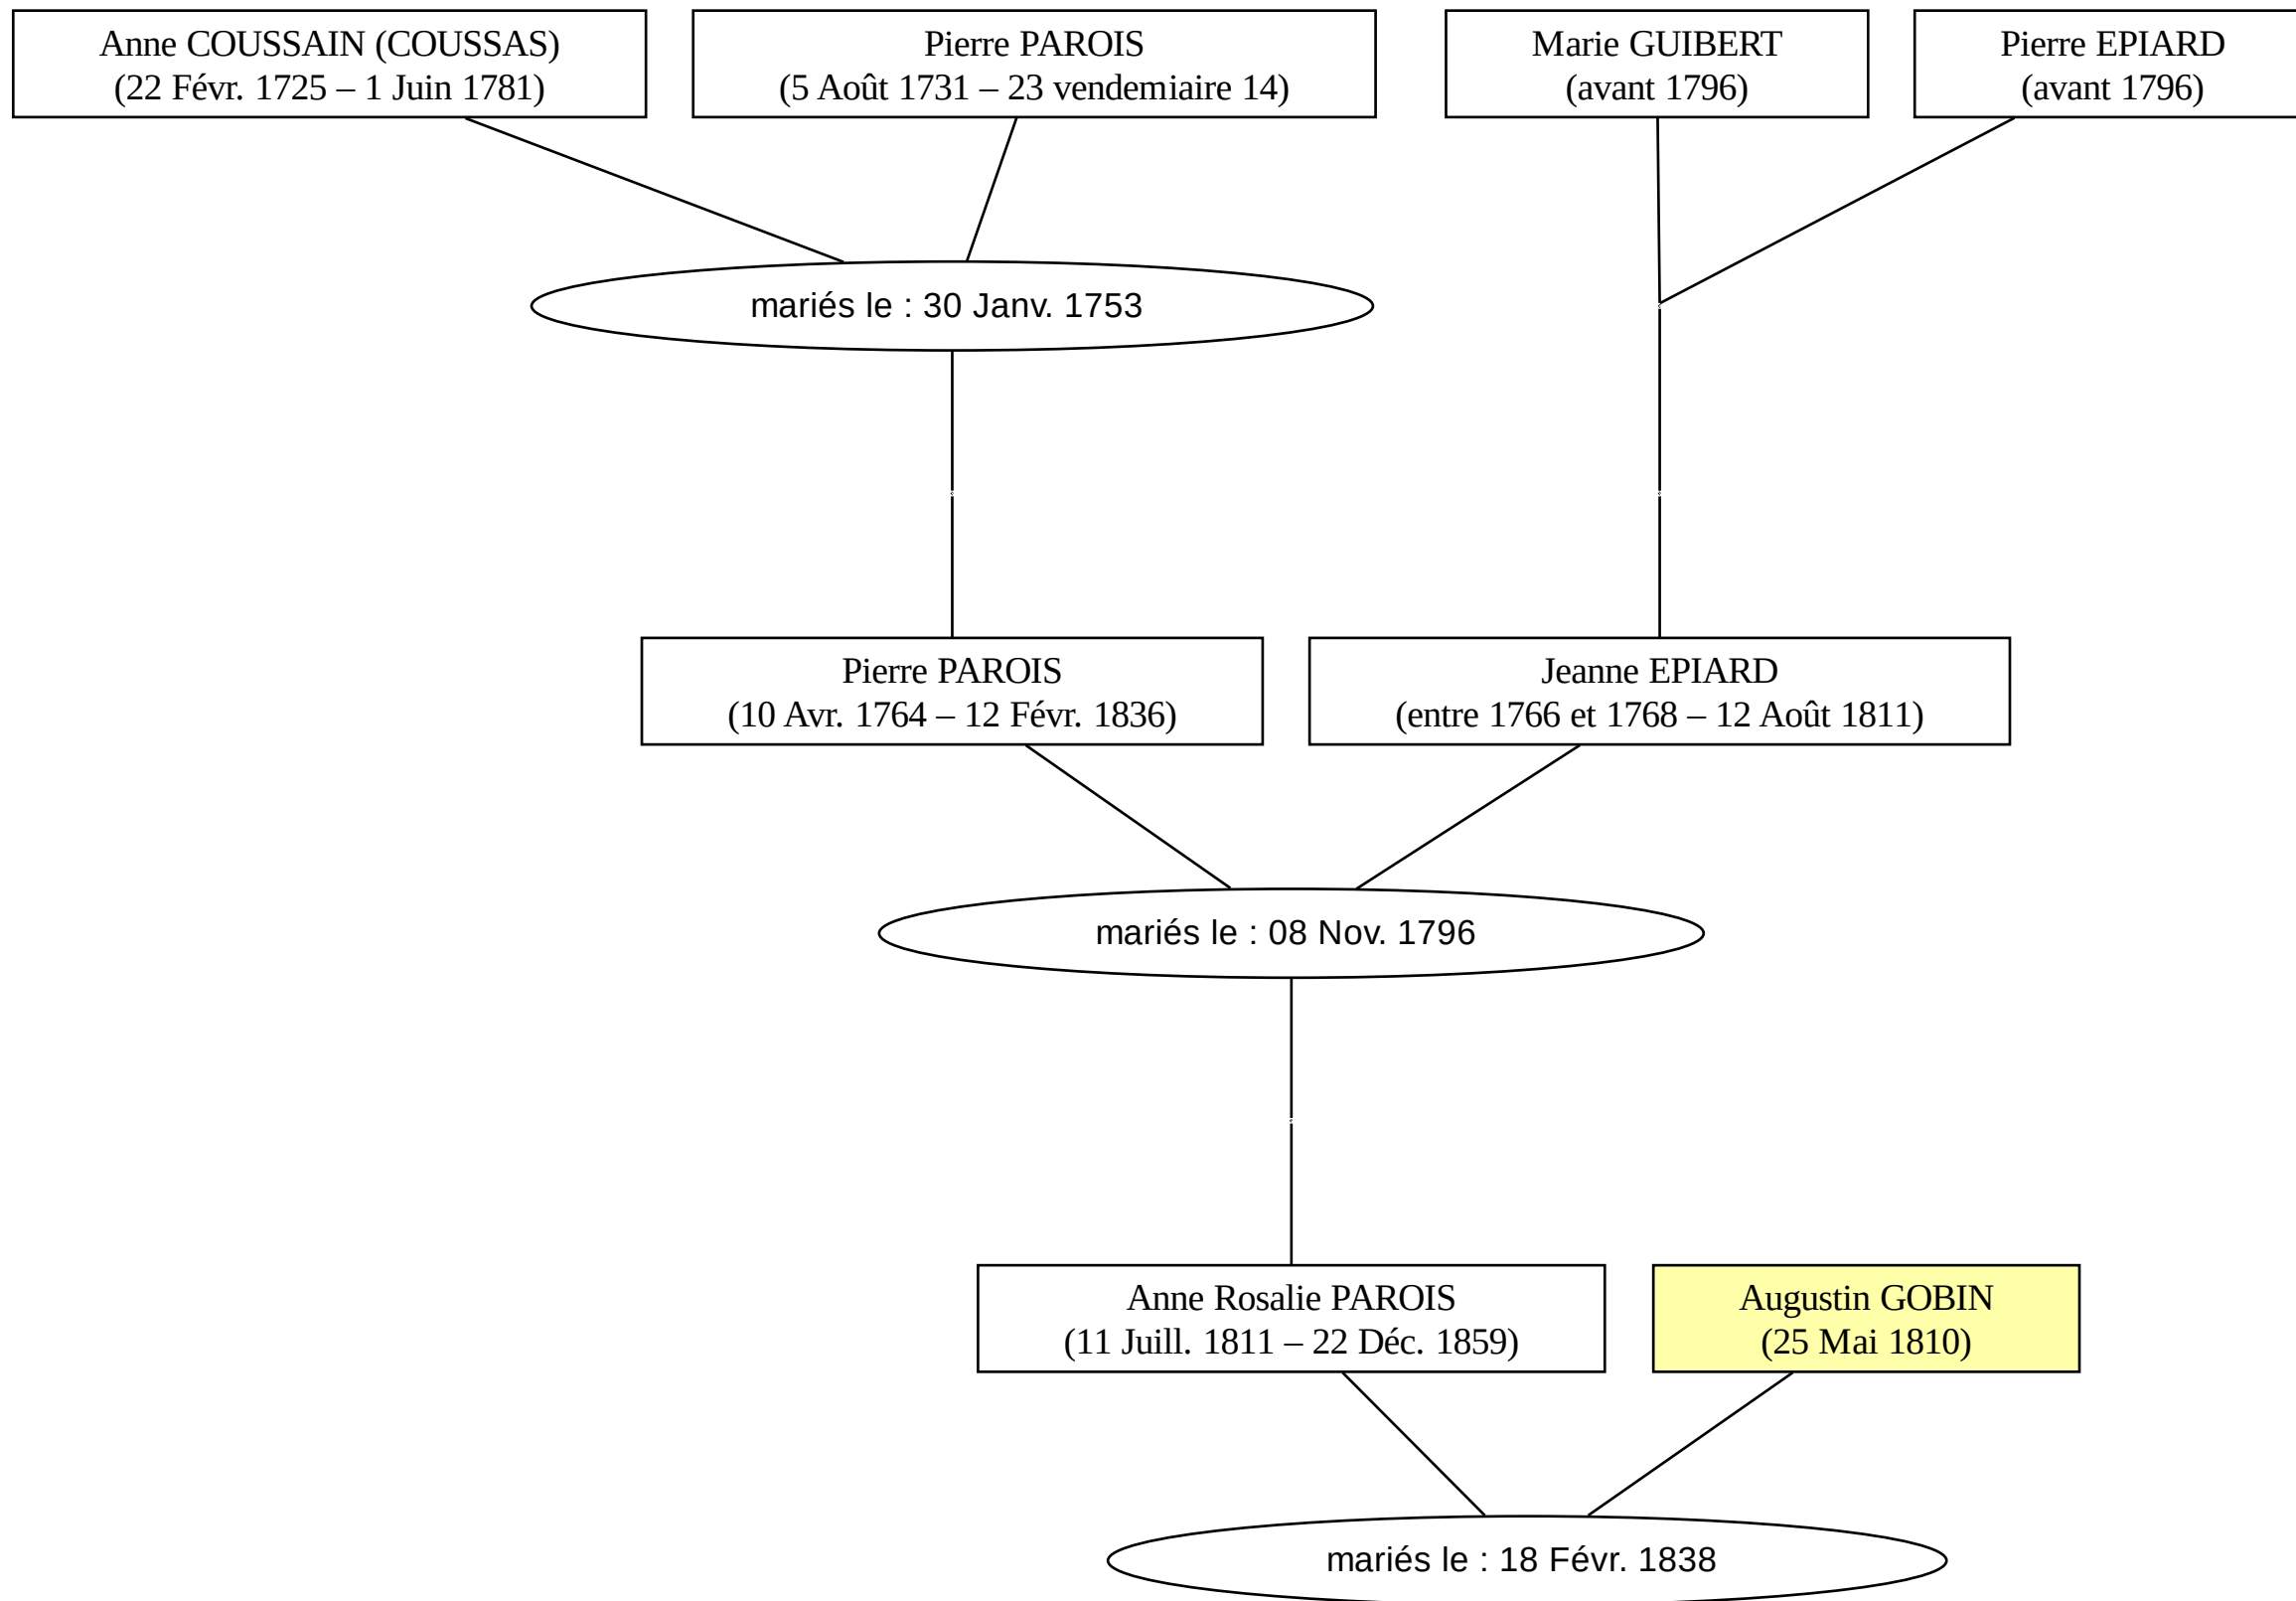 Anne COUSSAIN (COUSSAS)
(22 Févr. 1725 – 1 Juin 1781)
Pierre PAROIS
(5 Août 1731 – 23 vendemiaire 14)
Marie GUIBERT
(avant 1796)
Pierre EPIARD
(avant 1796)
mariés le : 30 Janv. 1753
Pierre PAROIS
(10 Avr. 1764 – 12 Févr. 1836)
Jeanne EPIARD
(entre 1766 et 1768 – 12 Août 1811)
mariés le : 08 Nov. 1796
Anne Rosalie PAROIS
(11 Juill. 1811 – 22 Déc. 1859)
Augustin GOBIN
(25 Mai 1810)
mariés le : 18 Févr. 1838